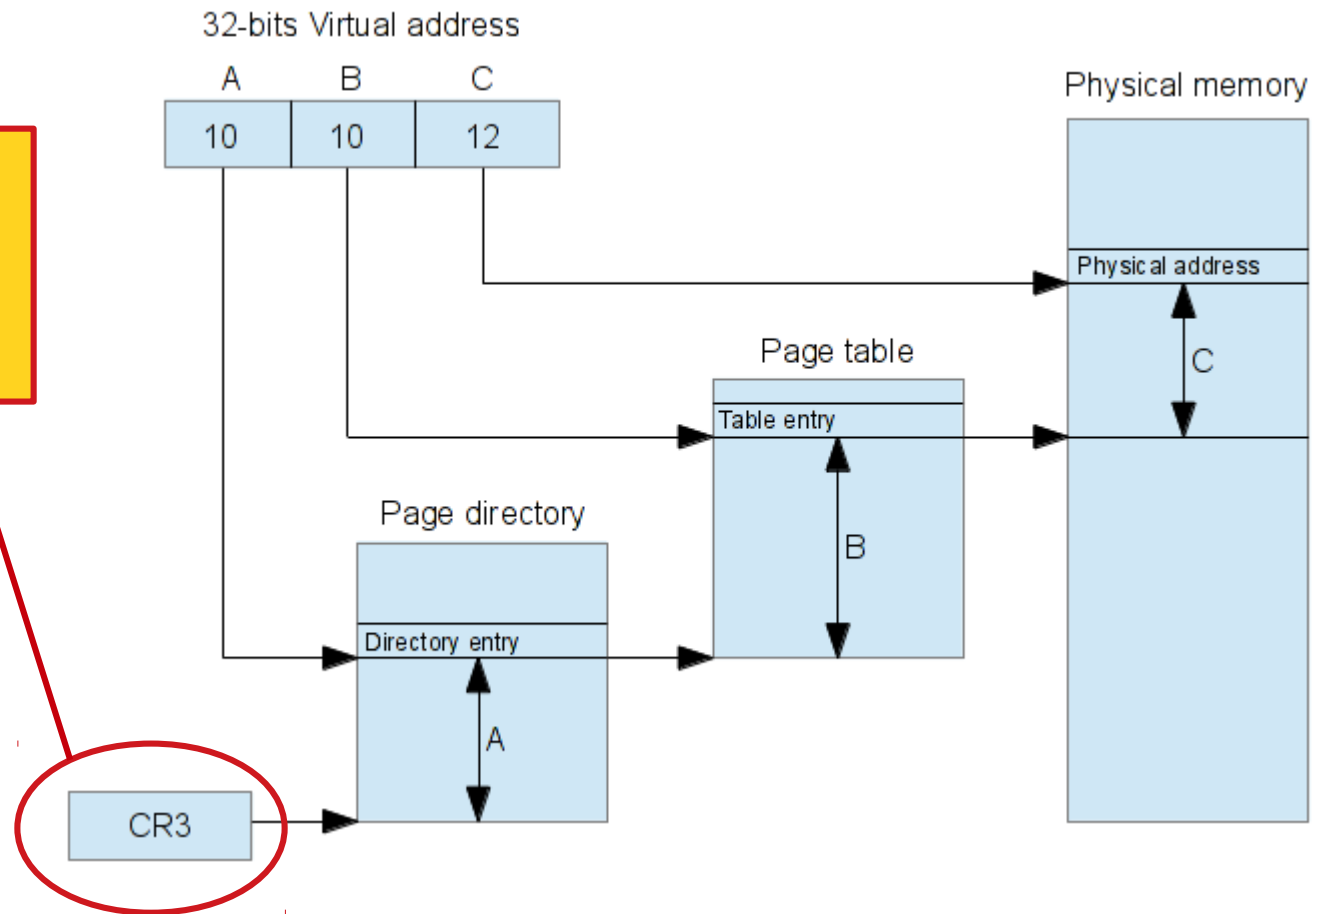 32-bits Virtual address
A B C
10 10 12
Physical memory
Physical address
C
Page table
Table entry
B
Page directory
Directory entry
A
CR3